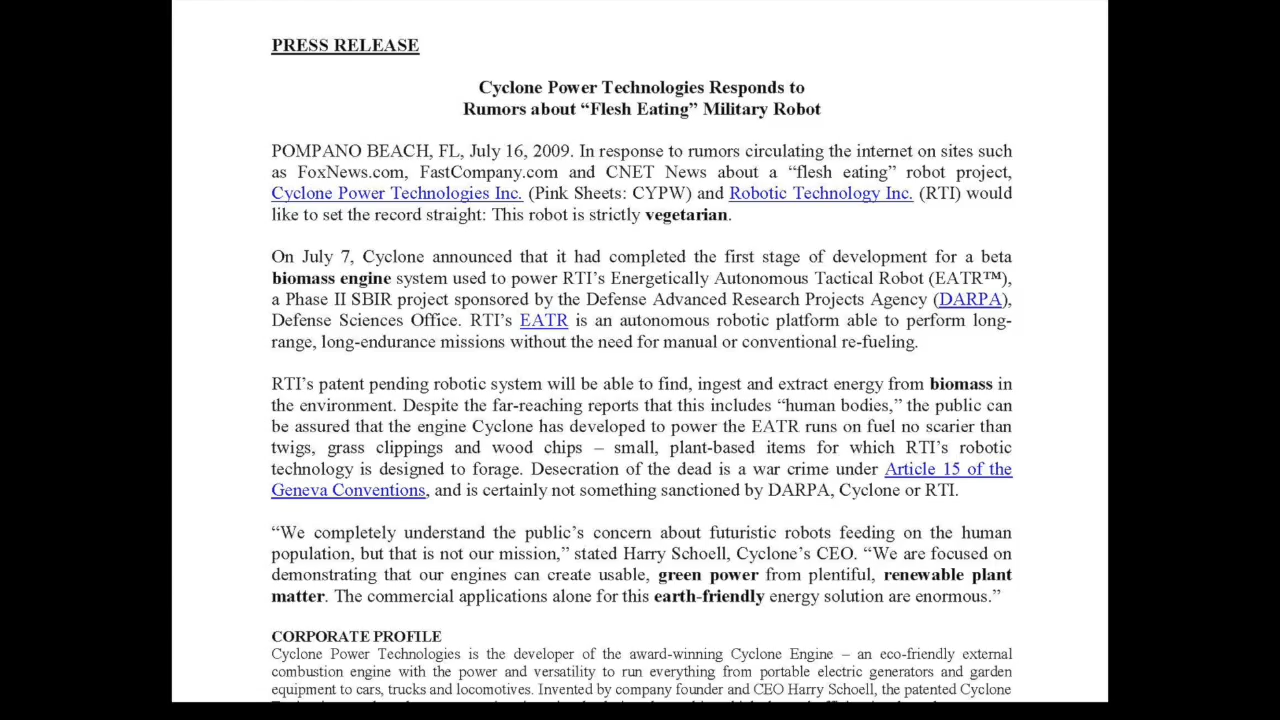 PRESS RELEASE
Cyclone Power Technologies Responds to
Rumors about “Flesh Eating” Military Robot
POMPANO BEACH, FL, July 16, 2009. In response to rumors circulating the internet on sites such
as FoxNews.com, FastCompany.com and CNET News about a “flesh eating” robot project,
Cyclone Power Technologies Inc. (Pink Sheets: CYPW) and Robotic Technology Inc. (RTI) would
like to set the record straight: This robot is strictly vegetarian.
On July 7, Cyclone announced that it had completed the first stage of development for a beta
biomass engine system used to power RTI’s Energetically Autonomous Tactical Robot (EATR™),
a Phase II SBIR project sponsored by the Defense Advanced Research Projects Agency (DARPA),
Defense Sciences Office. RTI’s EATR is an autonomous robotic platform able to perform long-
range, long-endurance missions without the need for manual or conventional re-fueling.
RTI’s patent pending robotic system will be able to find, ingest and extract energy from biomass in
the environment. Despite the far-reaching reports that this includes “human bodies,” the public can
be assured that the engine Cyclone has developed to power the EATR runs on fuel no scarier than
twigs, grass clippings and wood chips – small, plant-based items for which RTI’s robotic
technology is designed to forage. Desecration of the dead is a war crime under Article 15 of the
Geneva Conventions, and is certainly not something sanctioned by DARPA, Cyclone or RTI.
“We completely understand the public’s concern about futuristic robots feeding on the human
population, but that is not our mission,” stated Harry Schoell, Cyclone’s CEO. “We are focused on
demonstrating that our engines can create usable, green power from plentiful, renewable plant
matter. The commercial applications alone for this earth-friendly energy solution are enormous.”
CORPORATE PROFILE
Cyclone Power Technologies is the developer of the award-winning Cyclone Engine – an eco-friendly external
combustion engine with the power and versatility to run everything from portable electric generators and garden
equipment to cars, trucks and locomotives. Invented by company founder and CEO Harry Schoell, the patented Cyclone